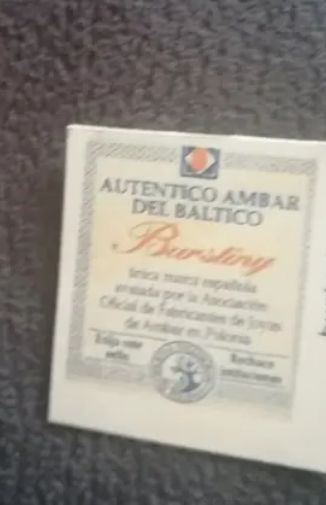 AUTENTICO AMBAR
DEL BALTICO
Burstiny
única marca española
avalada por la Asociación
Oficial de Fabricantes de Joyas
de Ambar en Polonia
Exija este
sello
Rechace
imitaciones